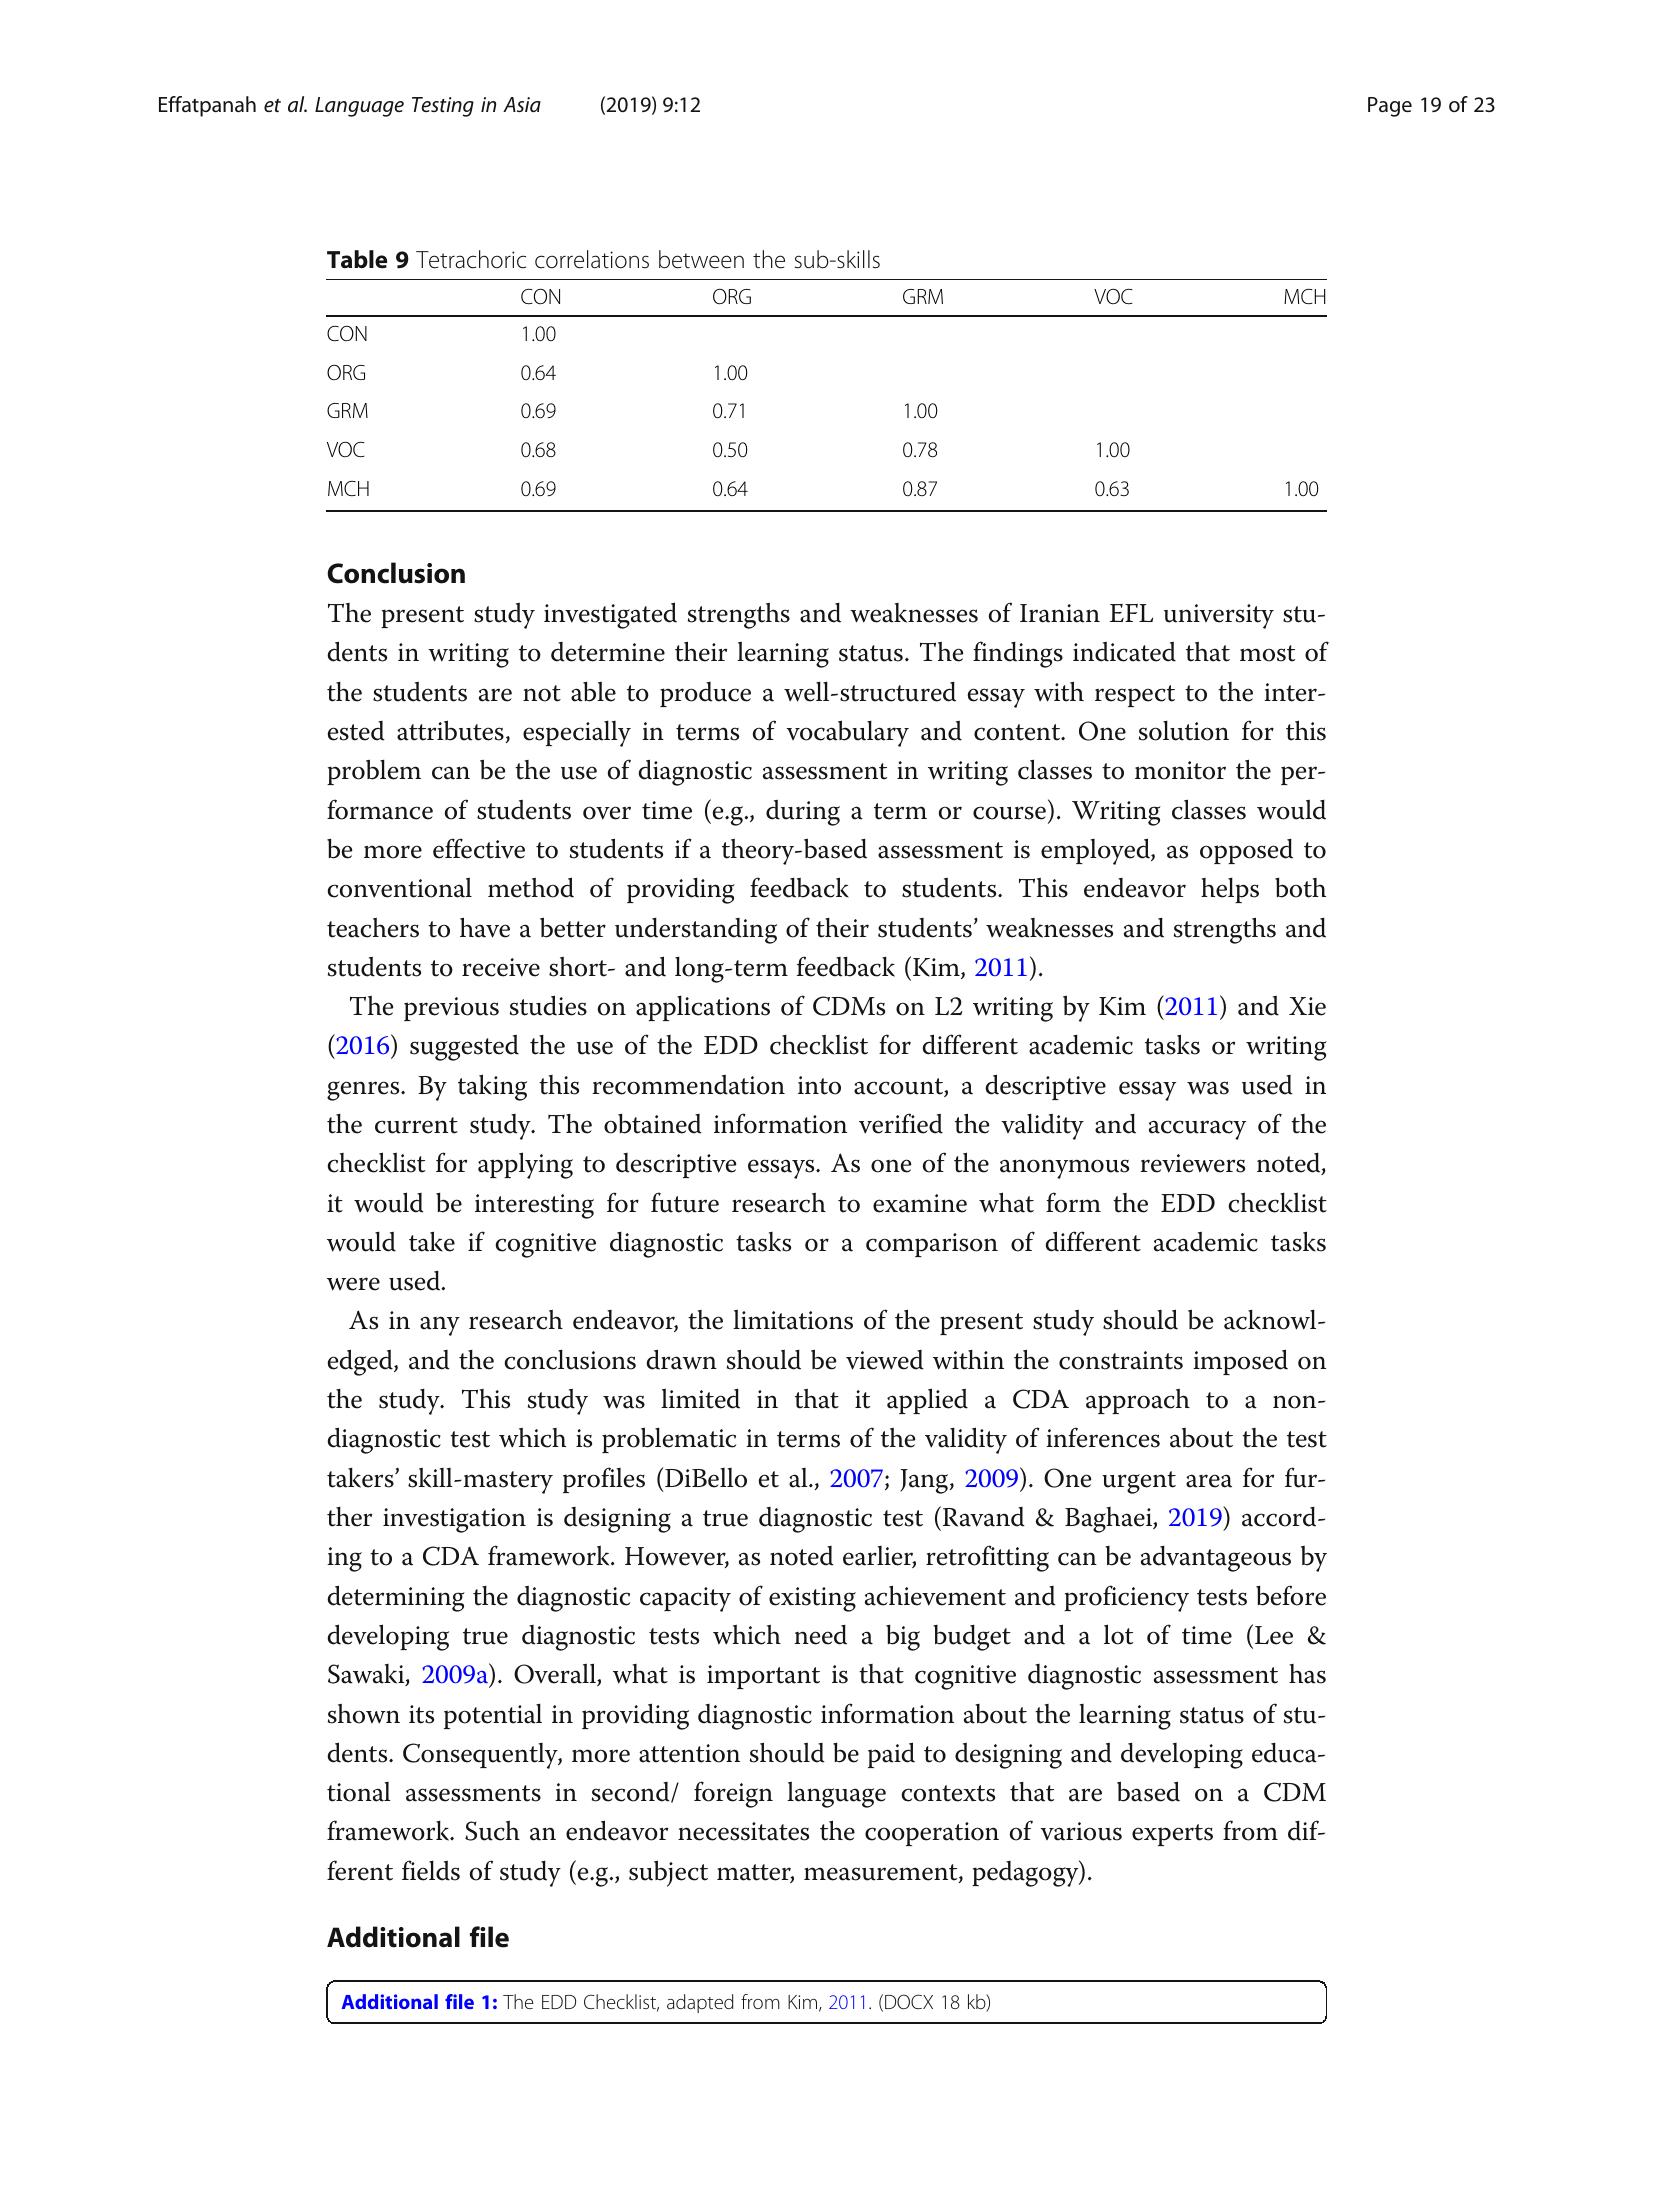 Effatpanah et al. Language Testing in Asia (2019) 9:12 Page 19 of 23
Table 9 Tetrachoric correlations between the sub-skills
CON ORG GRM VOC MCH
CON 1.00
ORG 0.64 1.00
GRM 0.69 0.71 1.00
VOC 0.68 0.50 0.78 1.00
MCH 0.69 0.64 0.87 0.63 1.00
Conclusion
The present study investigated strengths and weaknesses of Iranian EFL university stu-
dents in writing to determine their learning status. The findings indicated that most of
the students are not able to produce a well-structured essay with respect to the inter-
ested attributes, especially in terms of vocabulary and content. One solution for this
problem can be the use of diagnostic assessment in writing classes to monitor the per-
formance of students over time (e.g., during a term or course). Writing classes would
be more effective to students if a theory-based assessment is employed, as opposed to
conventional method of providing feedback to students. This endeavor helps both
teachers to have a better understanding of their students’ weaknesses and strengths and
students to receive short- and long-term feedback (Kim, 2011).
The previous studies on applications of CDMs on L2 writing by Kim (2011) and Xie
(2016) suggested the use of the EDD checklist for different academic tasks or writing
genres. By taking this recommendation into account, a descriptive essay was used in
the current study. The obtained information verified the validity and accuracy of the
checklist for applying to descriptive essays. As one of the anonymous reviewers noted,
it would be interesting for future research to examine what form the EDD checklist
would take if cognitive diagnostic tasks or a comparison of different academic tasks
were used.
As in any research endeavor, the limitations of the present study should be acknowl-
edged, and the conclusions drawn should be viewed within the constraints imposed on
the study. This study was limited in that it applied a CDA approach to a non-
diagnostic test which is problematic in terms of the validity of inferences about the test
takers’ skill-mastery profiles (DiBello et al., 2007; Jang, 2009). One urgent area for fur-
ther investigation is designing a true diagnostic test (Ravand & Baghaei, 2019) accord-
ing to a CDA framework. However, as noted earlier, retrofitting can be advantageous by
determining the diagnostic capacity of existing achievement and proficiency tests before
developing true diagnostic tests which need a big budget and a lot of time (Lee &
Sawaki, 2009a). Overall, what is important is that cognitive diagnostic assessment has
shown its potential in providing diagnostic information about the learning status of stu-
dents. Consequently, more attention should be paid to designing and developing educa-
tional assessments in second/ foreign language contexts that are based on a CDM
framework. Such an endeavor necessitates the cooperation of various experts from dif-
ferent fields of study (e.g., subject matter, measurement, pedagogy).
Additional file
Additional file 1: The EDD Checklist, adapted from Kim, 2011. (DOCX 18 kb)